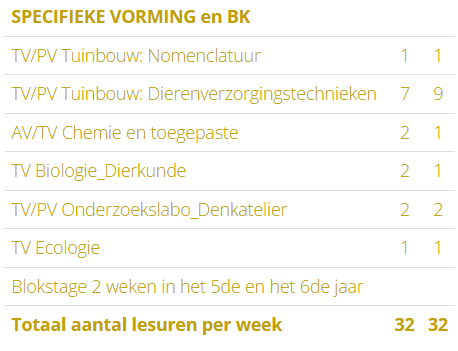 SPECIFIEKE VORMING en BK
TV/PV Tuinbouw: Nomenclatuur 1 1
TV/PV Tuinbouw: Dierenverzorgingstechnieken 7 9
AV/TV Chemie en toegepaste 2 1
TV Biologie_Dierkunde 2 1
TV/PV Onderzoekslabo_Denkatelier 2 2
TV Ecologie 1 1
Blokstage 2 weken in het 5de en het 6de jaar
Totaal aantal lesuren per week 32 32